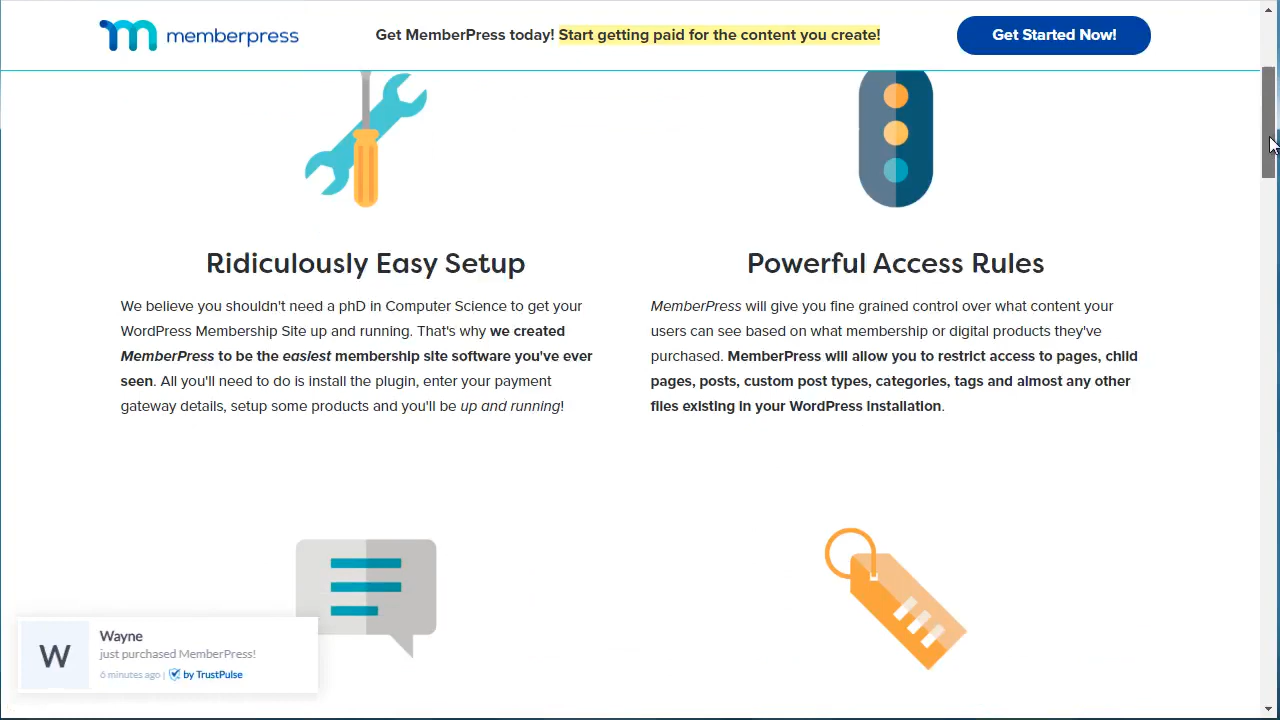 memberpress
Get MemberPress today! Start getting paid for the content you create!
Get Started Now!
Ridiculously Easy Setup
We believe you shouldn't need a phD in Computer Science to get your
WordPress Membership Site up and running. That's why we created
MemberPress to be the easiest membership site software you've ever
seen. All you'll need to do is install the plugin, enter your payment
gateway details, setup some products and you'll be up and running!
Powerful Access Rules
MemberPress will give you fine grained control over what content your
users can see based on what membership or digital products they've
purchased. MemberPress will allow you to restrict access to pages, child
pages, posts, custom post types, categories, tags and almost any other
files existing in your WordPress installation.
W
Wayne
just purchased MemberPress!
6 minutes ago | by TrustPulse